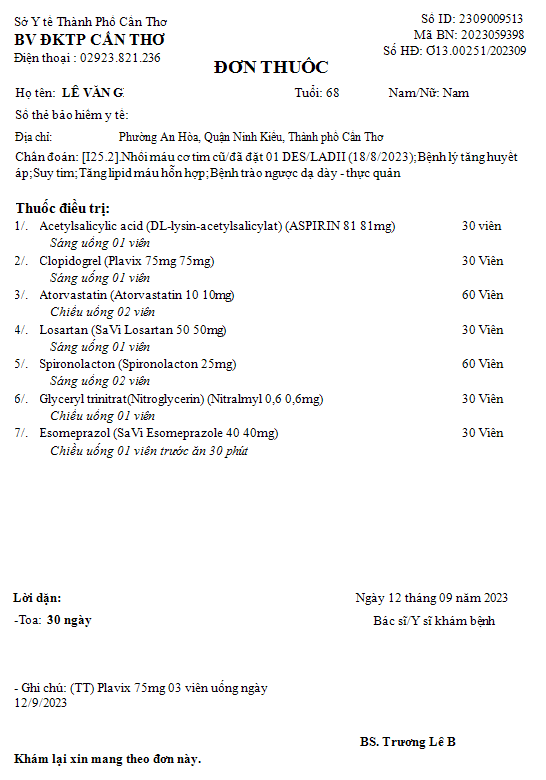 Sở Y tế Thành Phố Cần Thơ
BV ĐKTP CẦN THƠ
Điện thoại : 02923.821.236
Số ID: 2309009513
Mã BN: 2023059398
Số HĐ: Ơ13.00251/202309
ĐƠN THUỐC
Họ tên: LÊ VĂN G
Tuổi: 68
Nam/Nữ: Nam
Số thẻ bảo hiểm y tế:
Địa chỉ: Phường An Hòa, Quận Ninh Kiều, Thành phố Cần Thơ
Chẩn đoán: [I25.2].Nhồi máu cơ tim cũ/đã đặt 01 DES/LADII (18/8/2023);Bệnh lý tăng huyết
áp;Suy tim;Tăng lipid máu hỗn hợp;Bệnh trào ngược dạ dày - thực quản
Thuốc điều trị:
1/. Acetylsalicylic acid (DL-lysin-acetylsalicylat) (ASPIRIN 81 81mg) 30 viên
Sáng uống 01 viên
2/. Clopidogrel (Plavix 75mg 75mg) 30 Viên
Sáng uống 01 viên
3/. Atorvastatin (Atorvastatin 10 10mg) 60 Viên
Chiều uống 02 viên
4/. Losartan (SaVi Losartan 50 50mg) 30 Viên
Sáng uống 01 viên
5/. Spironolacton (Spironolacton 25mg) 60 Viên
Sáng uống 02 viên
6/. Glyceryl trinitrat(Nitroglycerin) (Nitralmyl 0,6 0,6mg) 30 Viên
Chiều uống 01 viên
7/. Esomeprazol (SaVi Esomeprazole 40 40mg) 30 Viên
Chiều uống 01 viên trước ăn 30 phút
Lời dặn:
Ngày 12 tháng 09 năm 2023
-Toa: 30 ngày
Bác sĩ/Y sĩ khám bệnh
- Ghi chú: (TT) Plavix 75mg 03 viên uống ngày
12/9/2023
BS. Trương Lê B
Khám lại xin mang theo đơn này.